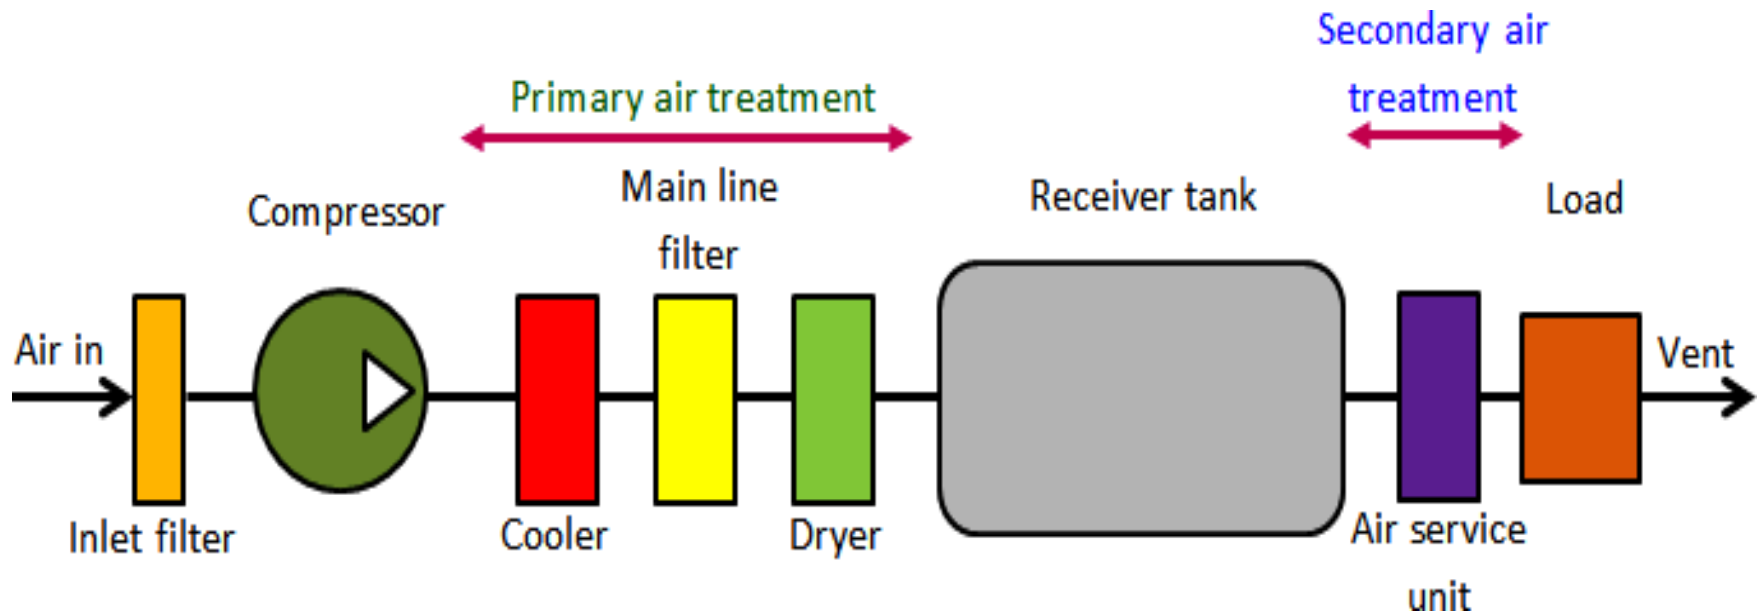 Secondary air
treatment
Primary air treatment
Main line
filter
Compressor
Receiver tank
Load
Air in
Vent
Inlet filter
Cooler
Dryer
Air service
unit